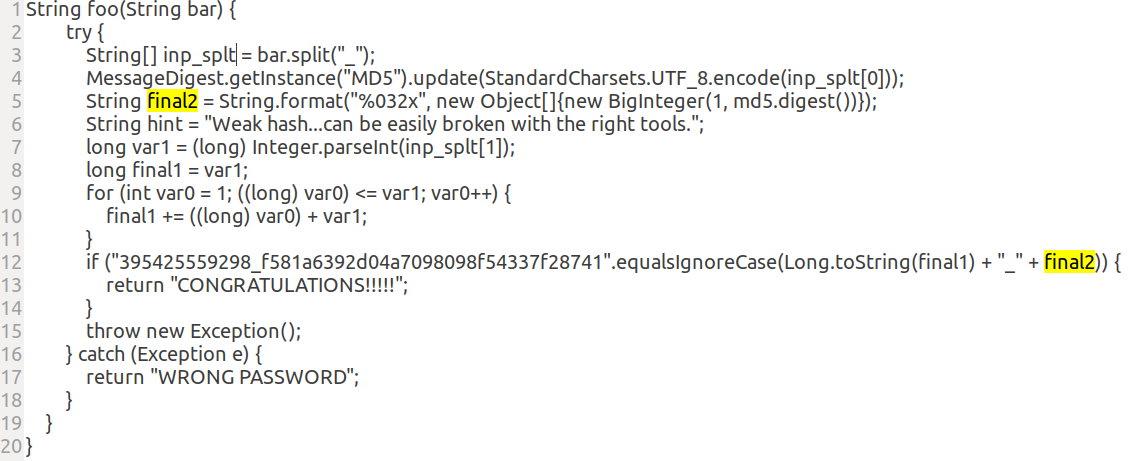 1 String foo(String bar) {
2 try {
3 String[] inp_splt = bar.split("_");
4 MessageDigest.getInstance("MD5").update(StandardCharsets.UTF_8.encode(inp_splt[0]));
5 String final2 = String.format("%032x", new Object[]{new BigInteger(1, md5.digest())});
6 String hint = "Weak hash...can be easily broken with the right tools.";
7 long var1 = (long) Integer.parseInt(inp_splt[1]);
8 long final1 = var1;
9 for (int var0 = 1; ((long) var0) <= var1; var0++) {
10 final1 += ((long) var0) + var1;
11 }
12 if ("395425559298_f581a6392d04a7098098f54337f28741".equalsIgnoreCase(Long.toString(final1) + "_" + final2)) {
13 return "CONGRATULATIONS!!!!!";
14 }
15 throw new Exception();
16 } catch (Exception e) {
17 return "WRONG PASSWORD";
18 }
19 }
20 }